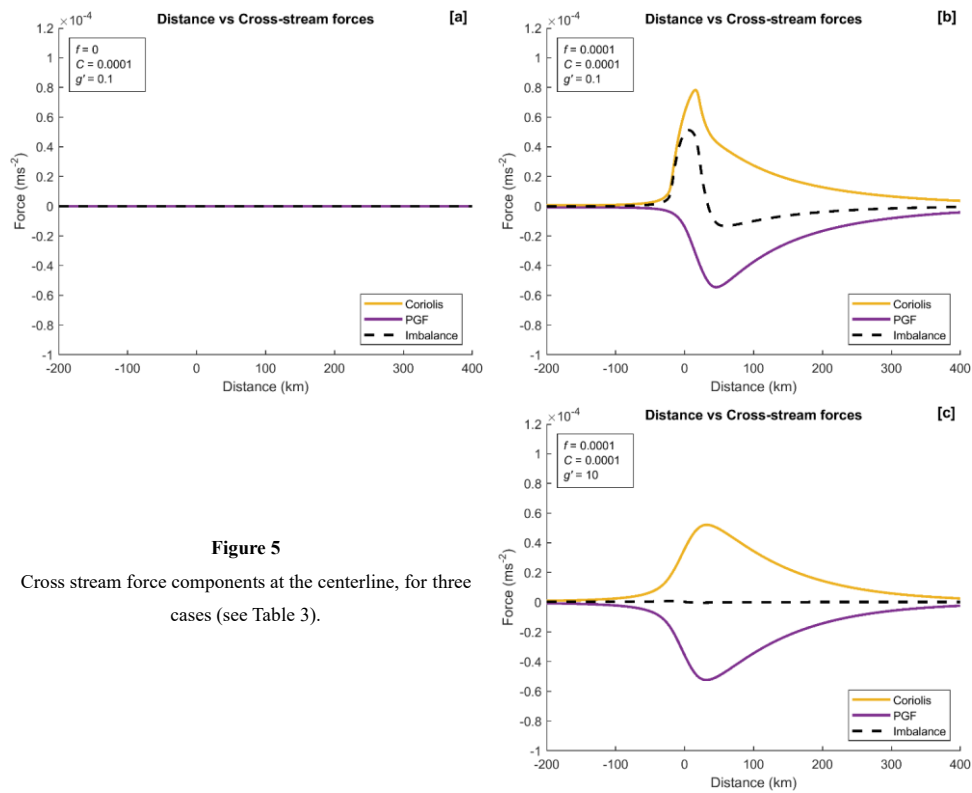 Distance vs Cross-stream forces [a]
×10⁻⁴
1.2
1
0.8
0.6
0.4
0.2
0
-0.2
-0.4
-0.6
-0.8
-1
Force (ms⁻²)
f = 0
C = 0.0001
g' = 0.1
Coriolis
PGF
Imbalance
-200 -100 0 100 200 300 400
Distance (km)
Distance vs Cross-stream forces [b]
×10⁻⁴
1.2
1
0.8
0.6
0.4
0.2
0
-0.2
-0.4
-0.6
-0.8
-1
Force (ms⁻²)
f = 0.0001
C = 0.0001
g' = 0.1
Coriolis
PGF
Imbalance
-200 -100 0 100 200 300 400
Distance (km)
Figure 5
Cross stream force components at the centerline, for three
cases (see Table 3).
Distance vs Cross-stream forces [c]
×10⁻⁴
1.2
1
0.8
0.6
0.4
0.2
0
-0.2
-0.4
-0.6
-0.8
-1
Force (ms⁻²)
f = 0.0001
C = 0.0001
g' = 10
Coriolis
PGF
Imbalance
-200 -100 0 100 200 300 400
Distance (km)